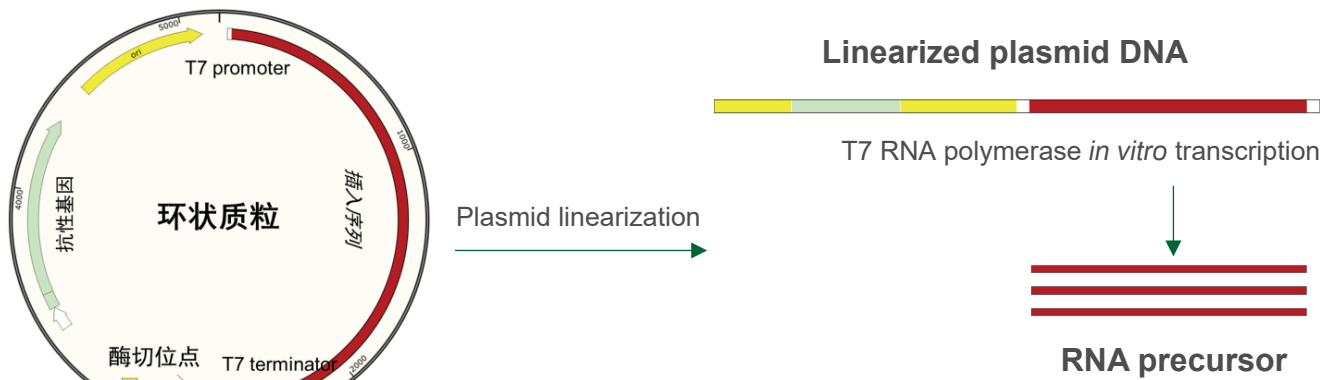 5000
ori
T7 promoter
1000
插入序列
4000
抗性基因
环状质粒
酶切位点
T7 terminator
2000
Plasmid linearization
Linearized plasmid DNA
T7 RNA polymerase in vitro transcription
RNA precursor